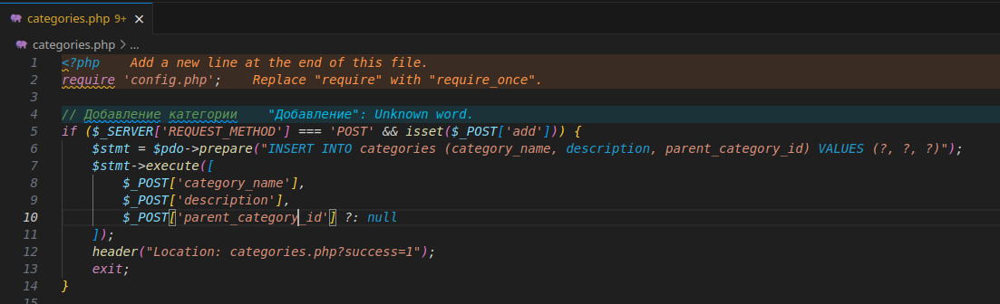 categories.php 9+ ×
categories.php > ...
1 <?php Add a new line at the end of this file.
2 require 'config.php'; Replace "require" with "require_once".
3
4 // Добавление категории "Добавление": Unknown word.
5 if ($_SERVER['REQUEST_METHOD'] === 'POST' && isset($_POST['add'])) {
6 $stmt = $pdo->prepare("INSERT INTO categories (category_name, description, parent_category_id) VALUES (?, ?, ?)");
7 $stmt->execute([
8 $_POST['category_name'],
9 $_POST['description'],
10 $_POST['parent_category_id'] ?: null
11 ]);
12 header("Location: categories.php?success=1");
13 exit;
14 }
15